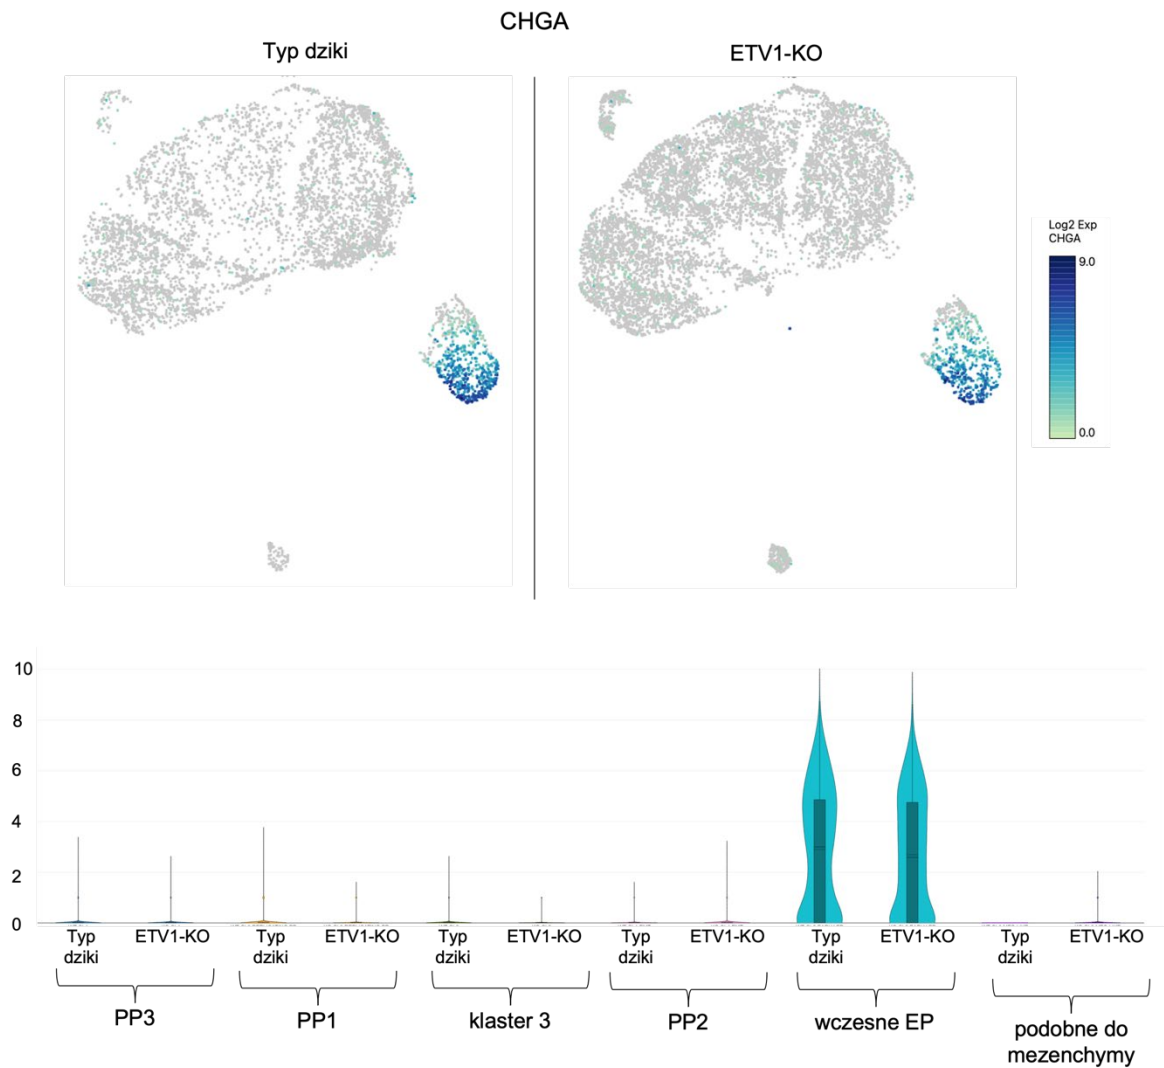 CHGA
Typ dziki
ETV1-KO
Log2 Exp
CHGA
9.0
0.0
10
8
6
4
2
0
Typ dziki
ETV1-KO
Typ dziki
ETV1-KO
Typ dziki
ETV1-KO
Typ dziki
ETV1-KO
Typ dziki
ETV1-KO
Typ dziki
ETV1-KO
PP3
PP1
klaster 3
PP2
wczesne EP
podobne do
mezenchymy